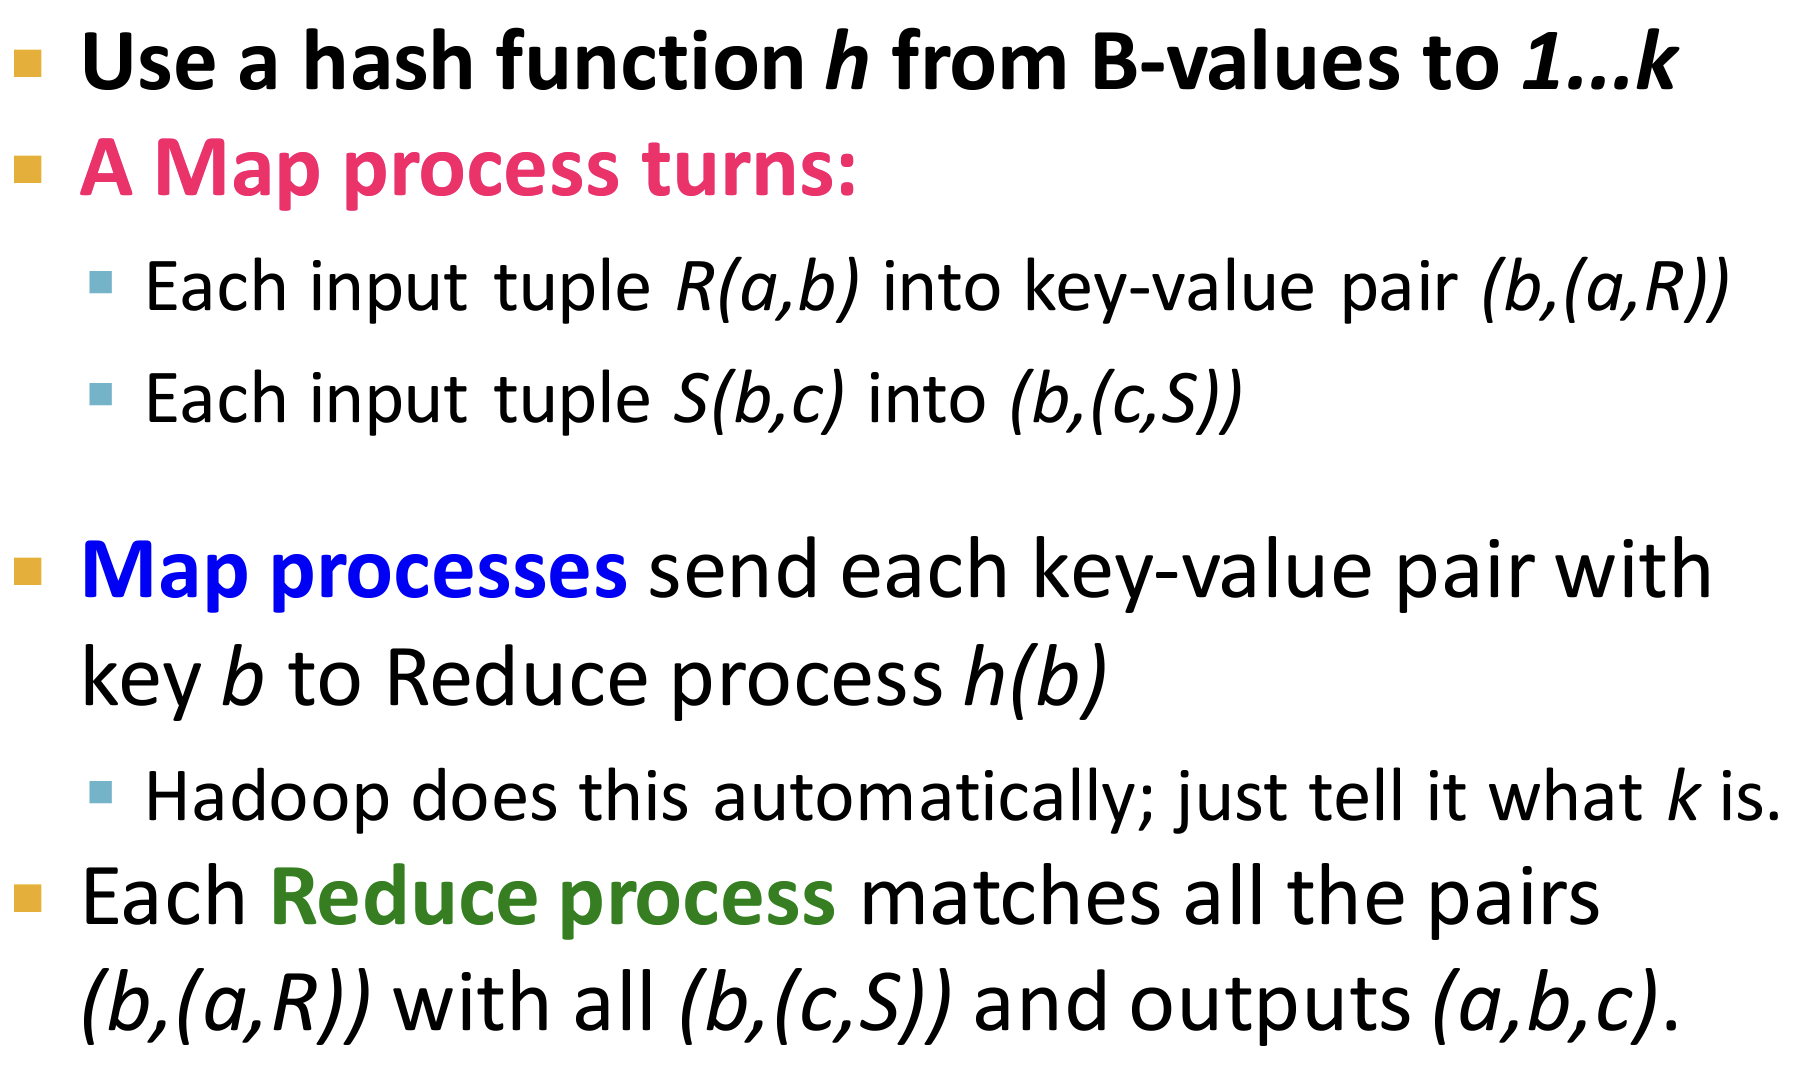 Use a hash function h from B-values to 1...k
A Map process turns:
Each input tuple R(a,b) into key-value pair (b,(a,R))
Each input tuple S(b,c) into (b,(c,S))
Map processes send each key-value pair with
key b to Reduce process h(b)
Hadoop does this automatically; just tell it what k is.
Each Reduce process matches all the pairs
(b,(a,R)) with all (b,(c,S)) and outputs (a,b,c).